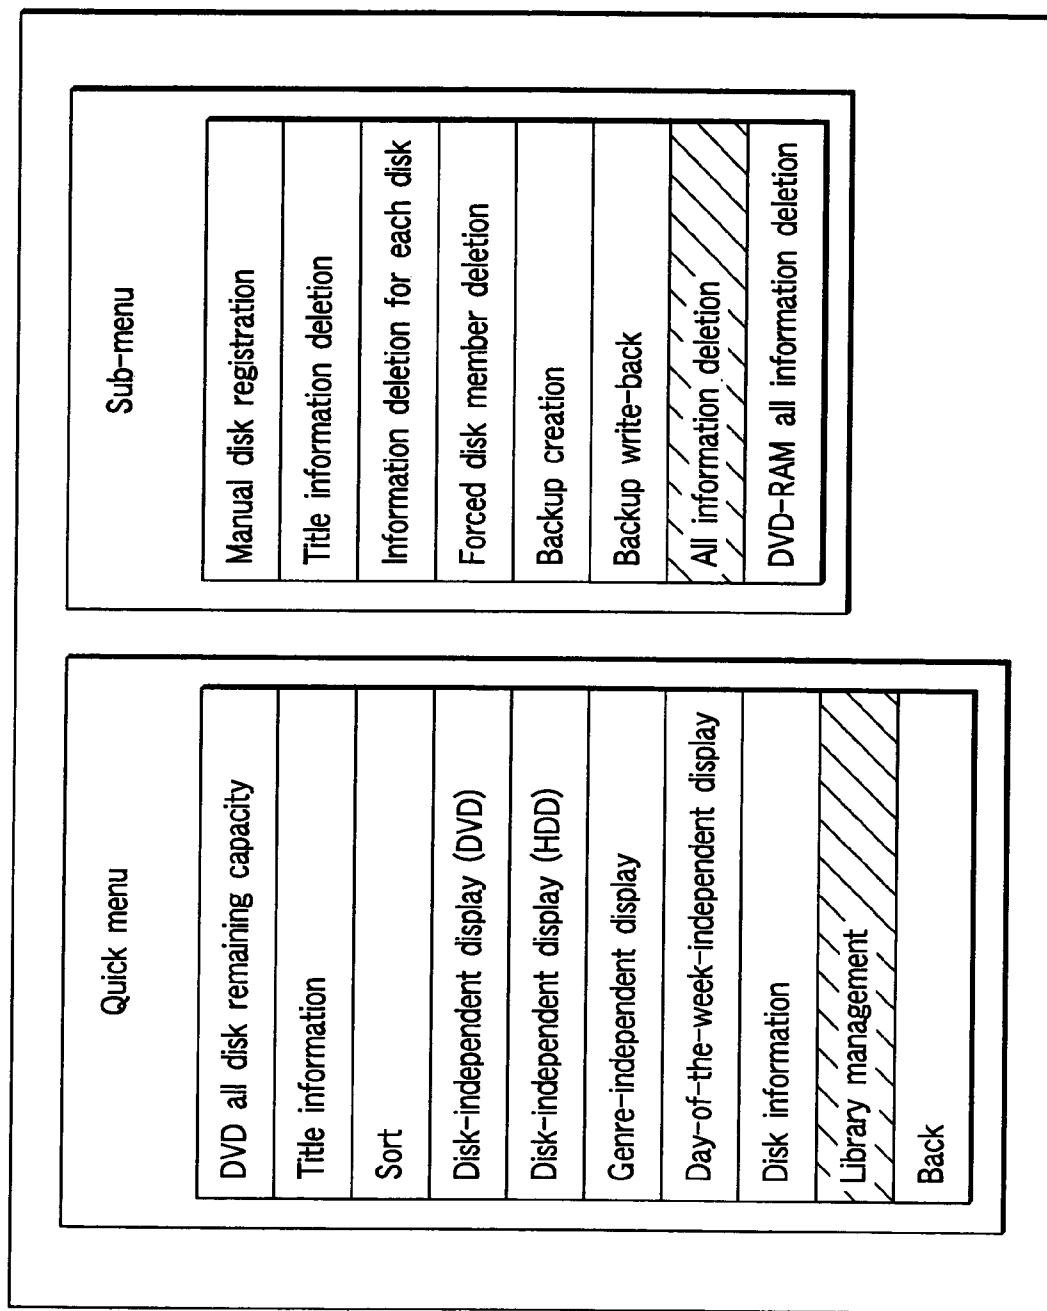 Quick menu
DVD all disk remaining capacity
Title information
Sort
Disk-independent display (DVD)
Disk-independent display (HDD)
Genre-independent display
Day-of-the-week-independent display
Disk information
Library management
Back
Sub-menu
Manual disk registration
Title information deletion
Information deletion for each disk
Forced disk member deletion
Backup creation
Backup write-back
All information deletion
DVD-RAM all information deletion